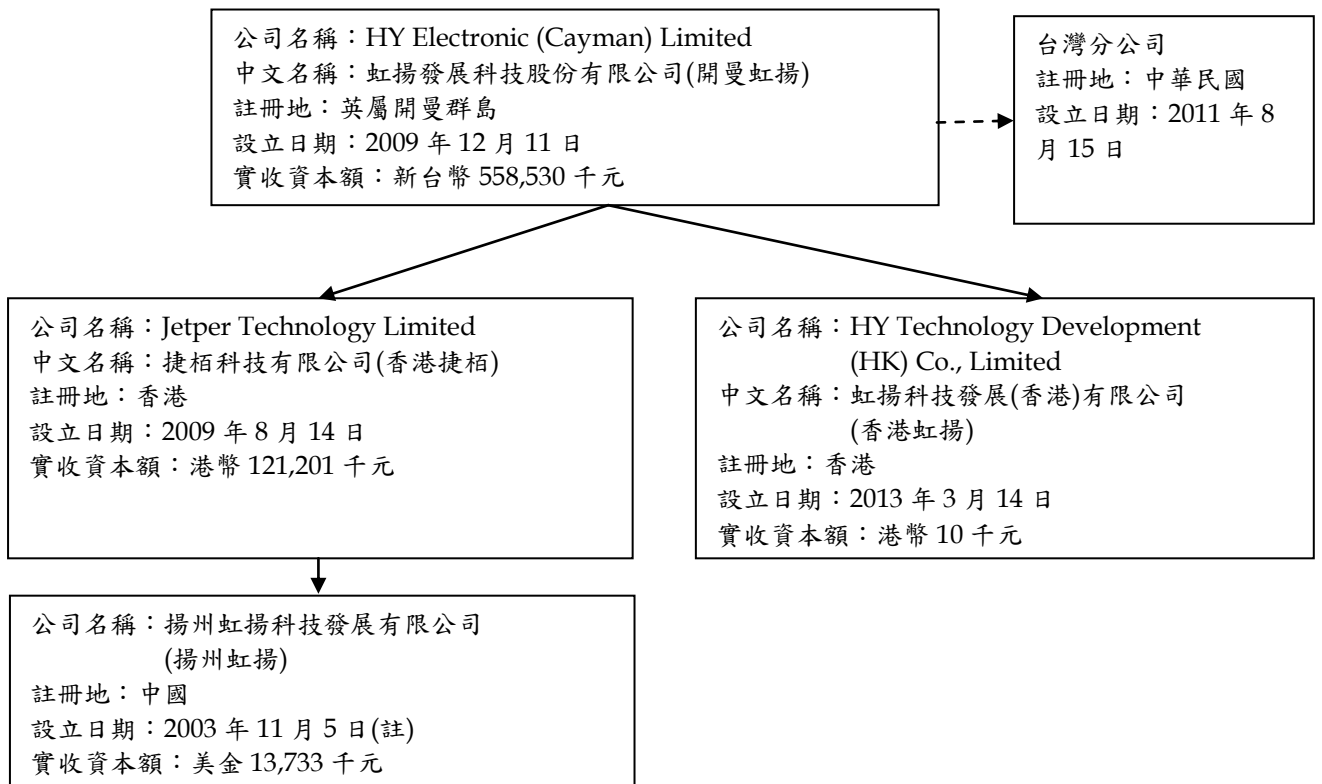 公司名稱：HY Electronic (Cayman) Limited
中文名稱：虹揚發展科技股份有限公司(開曼虹揚)
註冊地：英屬開曼群島
設立日期：2009 年 12 月 11 日
實收資本額：新台幣 558,530 千元
台灣分公司
註冊地：中華民國
設立日期：2011 年 8
月 15 日
公司名稱：Jetper Technology Limited
中文名稱：捷栢科技有限公司(香港捷栢)
註冊地：香港
設立日期：2009 年 8 月 14 日
實收資本額：港幣 121,201 千元
公司名稱：HY Technology Development
(HK) Co., Limited
中文名稱：虹揚科技發展(香港)有限公司
(香港虹揚)
註冊地：香港
設立日期：2013 年 3 月 14 日
實收資本額：港幣 10 千元
公司名稱：揚州虹揚科技發展有限公司
(揚州虹揚)
註冊地：中國
設立日期：2003 年 11 月 5 日(註)
實收資本額：美金 13,733 千元